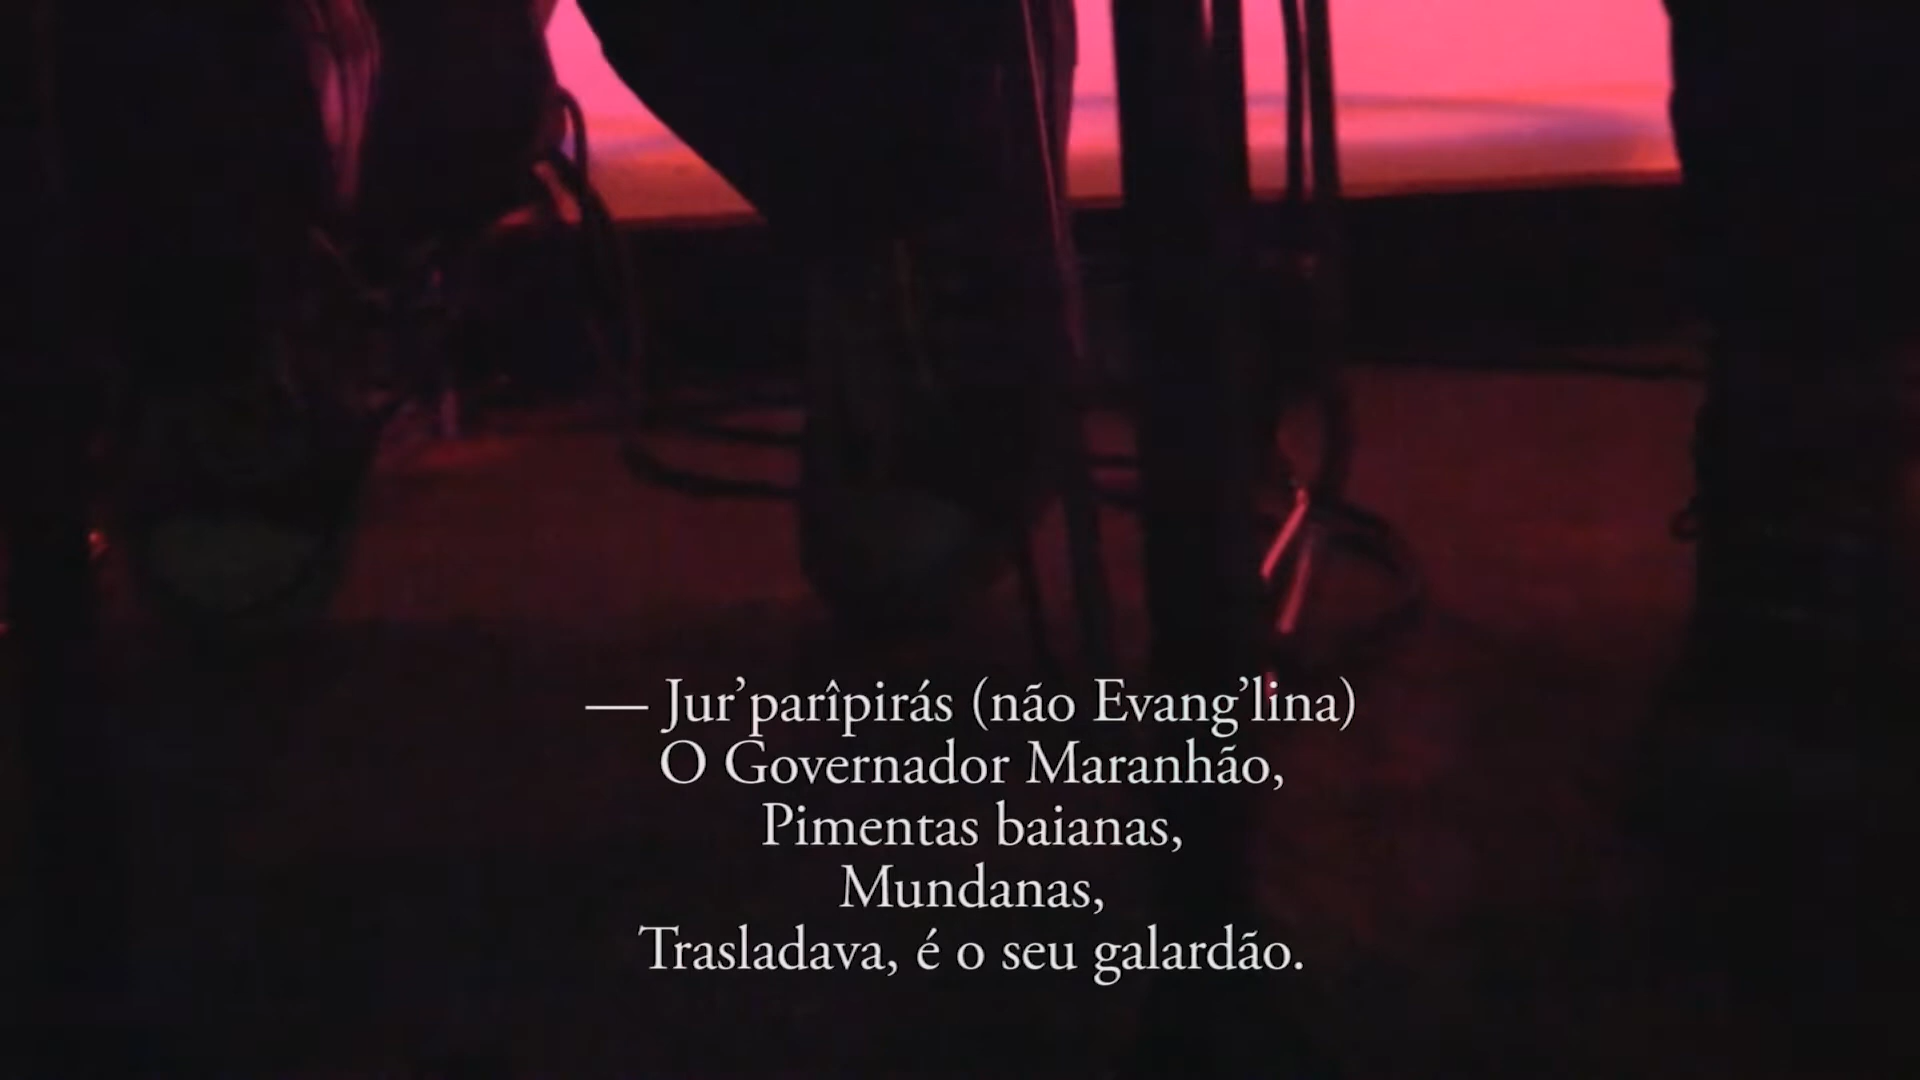 — Jur’parîpirás (não Evang’lina)
O Governador Maranhão,
Pimentas baianas,
Mundanas,
Trasladava, é o seu galardão.